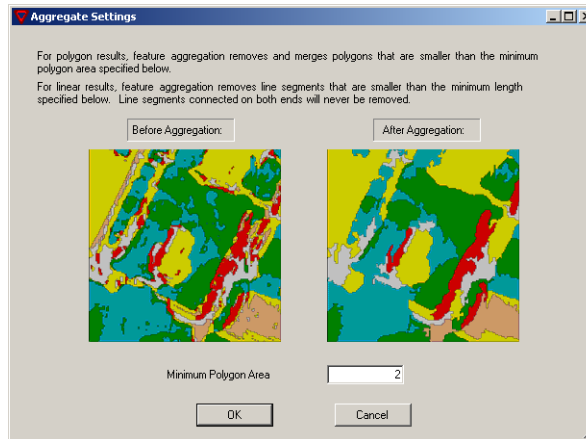 Aggregate Settings
For polygon results, feature aggregation removes and merges polygons that are smaller than the minimum
polygon area specified below.
For linear results, feature aggregation removes line segments that are smaller than the minimum length
specified below.  Line segments connected on both ends will never be removed.
Before Aggregation:
After Aggregation:
Minimum Polygon Area
2
OK
Cancel